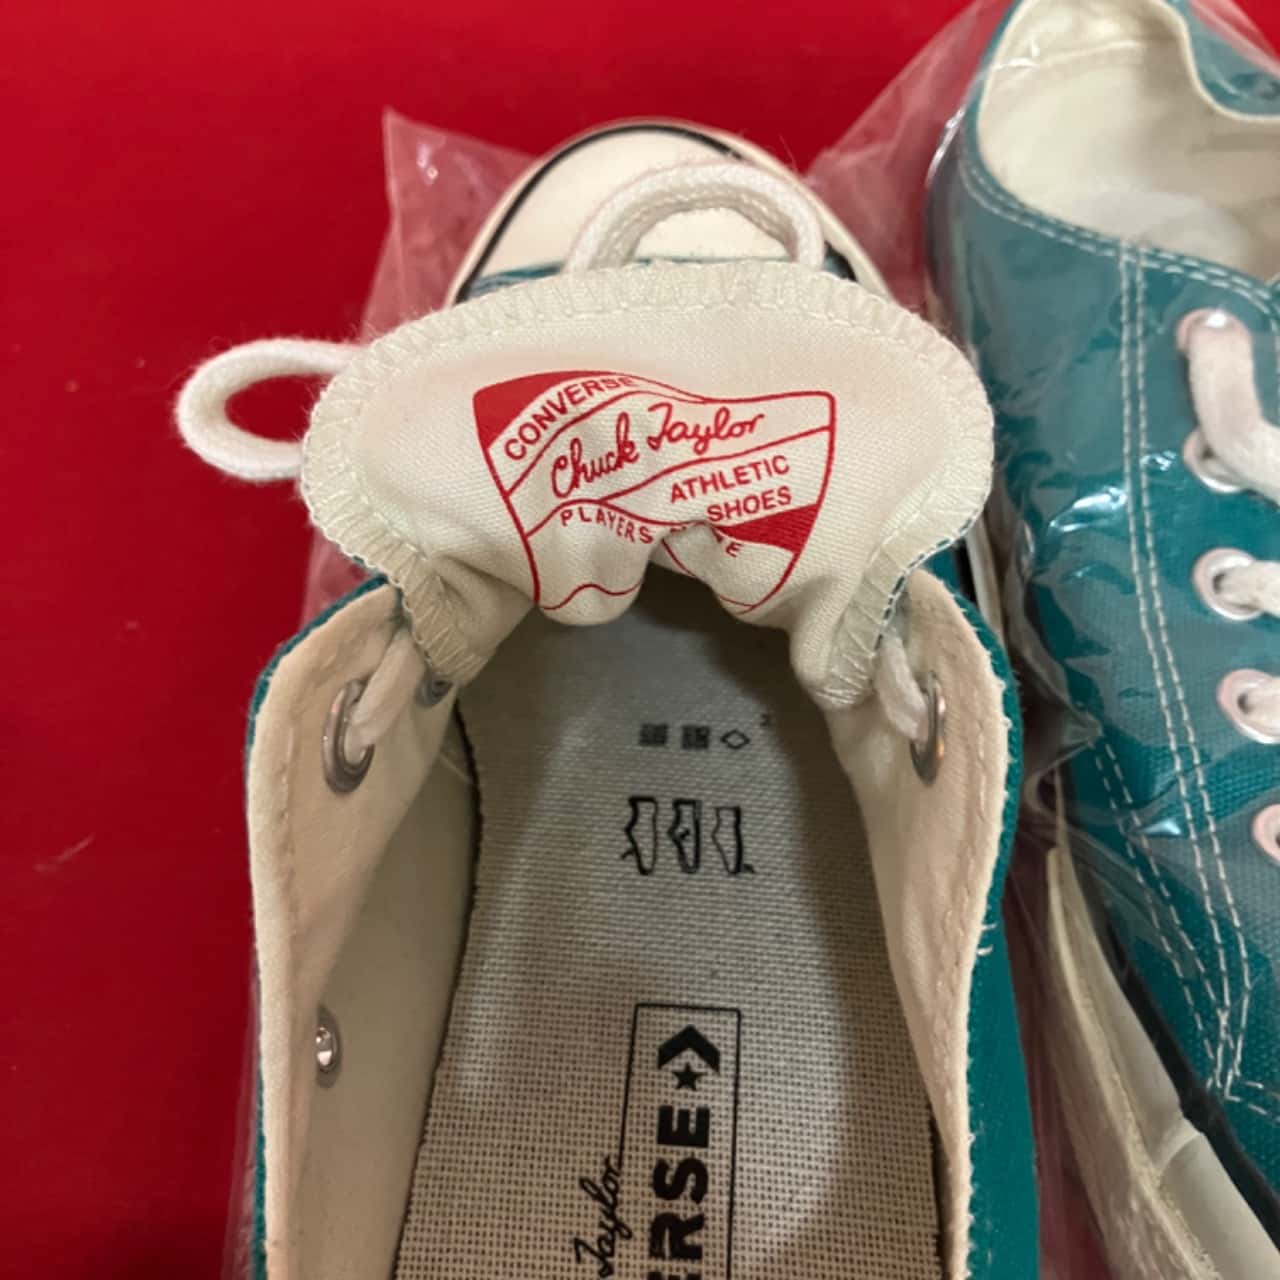 CONVERSE
Chuck Taylor
ATHLETIC
SHOES
PLAYERS
Taylor
ERSE